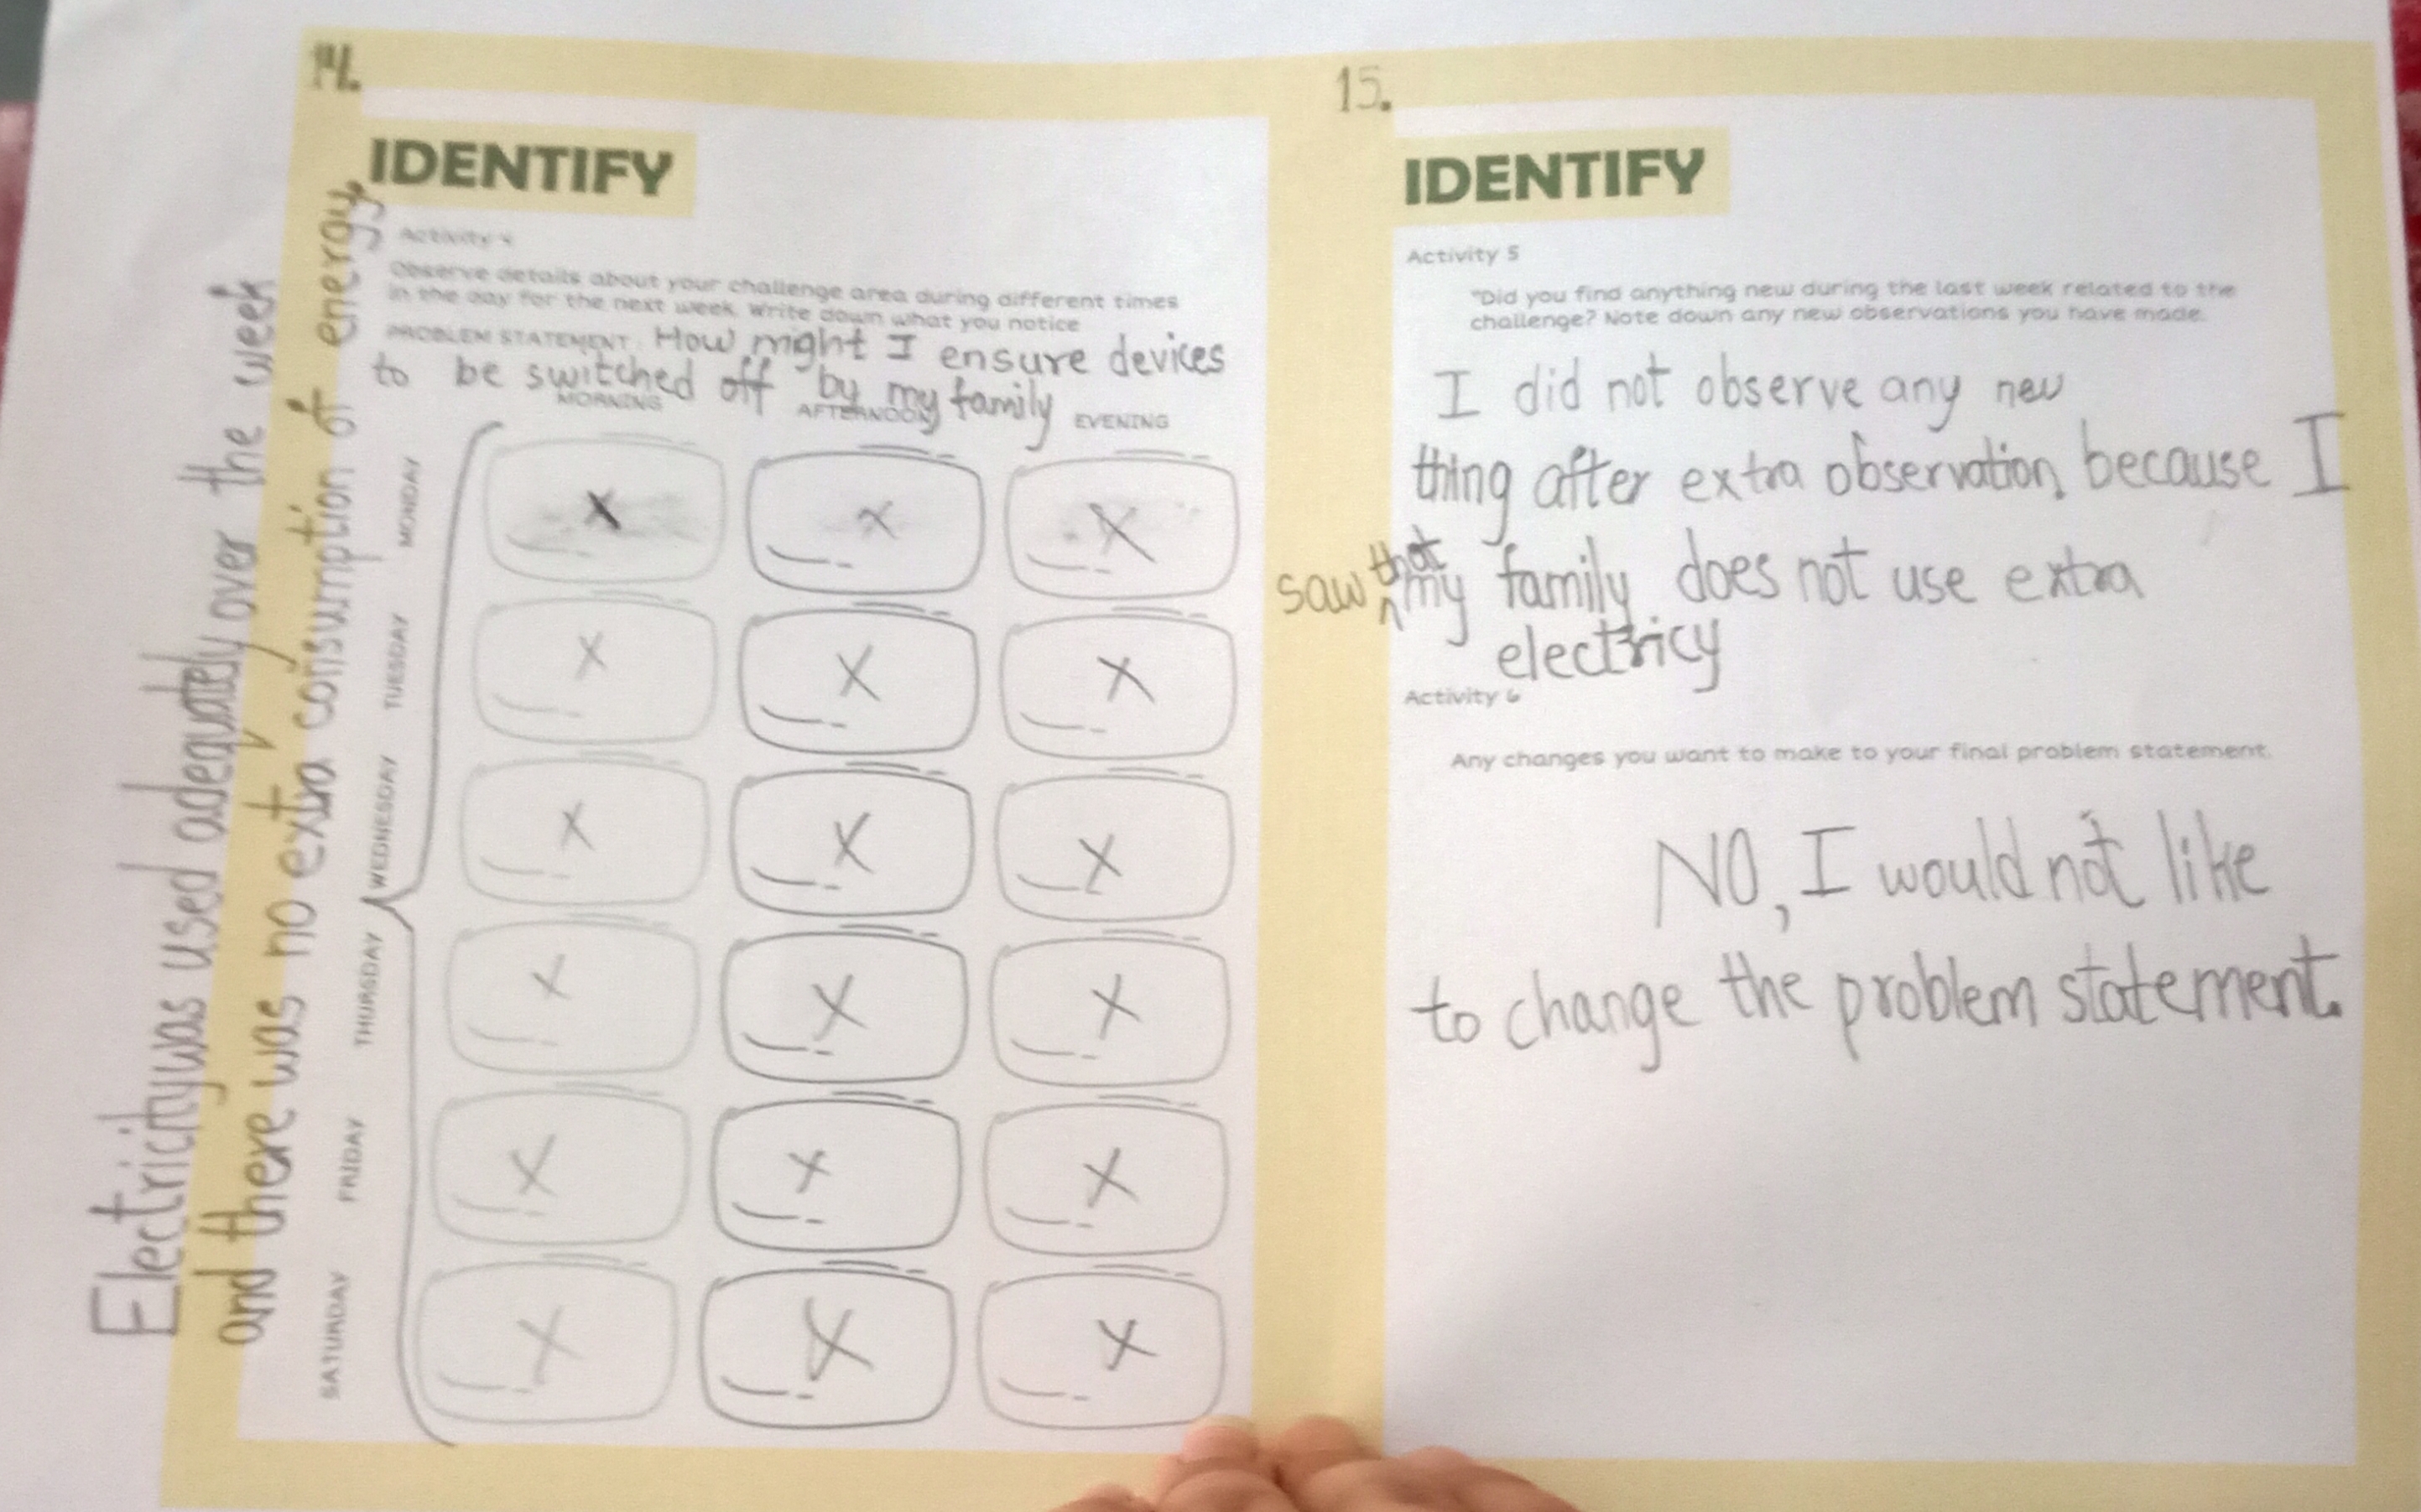 14.
IDENTIFY
Activity 4
Observe details about your challenge area during different times
in the day for the next week. Write down what you notice
PROBLEM STATEMENT: How might I ensure devices
to be switched off by my family
MORNING AFTERNOON EVENING
MONDAY X X X
TUESDAY X X X
WEDNESDAY X X X
THURSDAY X X X
FRIDAY X X X
SATURDAY X X X
Electricity was used adequately over the week
and there was no extra consumption of energy.
15.
IDENTIFY
Activity 5
"Did you find anything new during the last week related to the
challenge? Note down any new observations you have made.
I did not observe any new
thing after extra observation, because I
saw that my family does not use extra
electricy
Activity 6
Any changes you want to make to your final problem statement.
NO, I would not like
to change the problem statement.